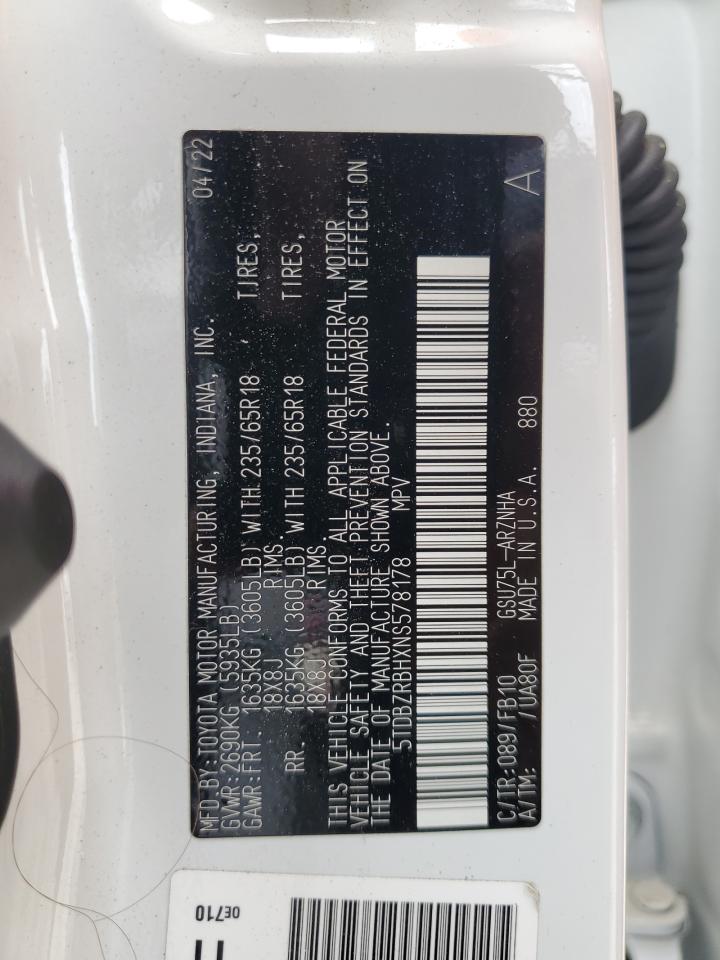 MFD.BY:TOYOTA MOTOR MANUFACTURING, INDIANA, INC. 04/22
GVWR:2690KG (5935LB)
GAWR:FRT. 1635KG (3605LB) WITH 235/65R18 TIRES,
18X8J RIMS
RR. 1635KG (3605LB) WITH 235/65R18 TIRES,
18X8J RIMS
THIS VEHICLE CONFORMS TO ALL APPLICABLE FEDERAL MOTOR
VEHICLE SAFETY AND THEFT PREVENTION STANDARDS IN EFFECT ON
THE DATE OF MANUFACTURE SHOWN ABOVE.
5TDBZRBHXNS578178 MPV
C/TR:089/FB10 GSU75L-ARZNHA
A/TM: /UA80F MADE IN U.S.A. 880
A
0E710